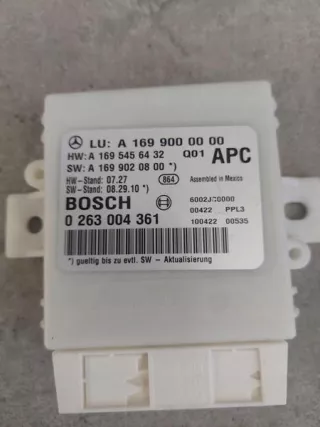 LU: A 169 900 00 00
HW: A 169 545 64 32 Q01 APC
SW: A 169 902 08 00 *)
HW-Stand: 07.27 864 Assembled in Mexico
SW-Stand: 08.29.10 *)
BOSCH 6002JC0000
0 263 004 361 00422 PPL3
100422 00535
*) gueltig bis zu evtl. SW - Aktualisierung